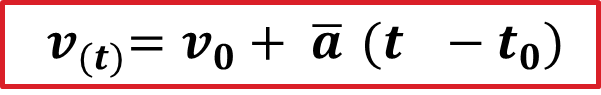 v₍t₎= v₀ + a̅ (t − t₀)